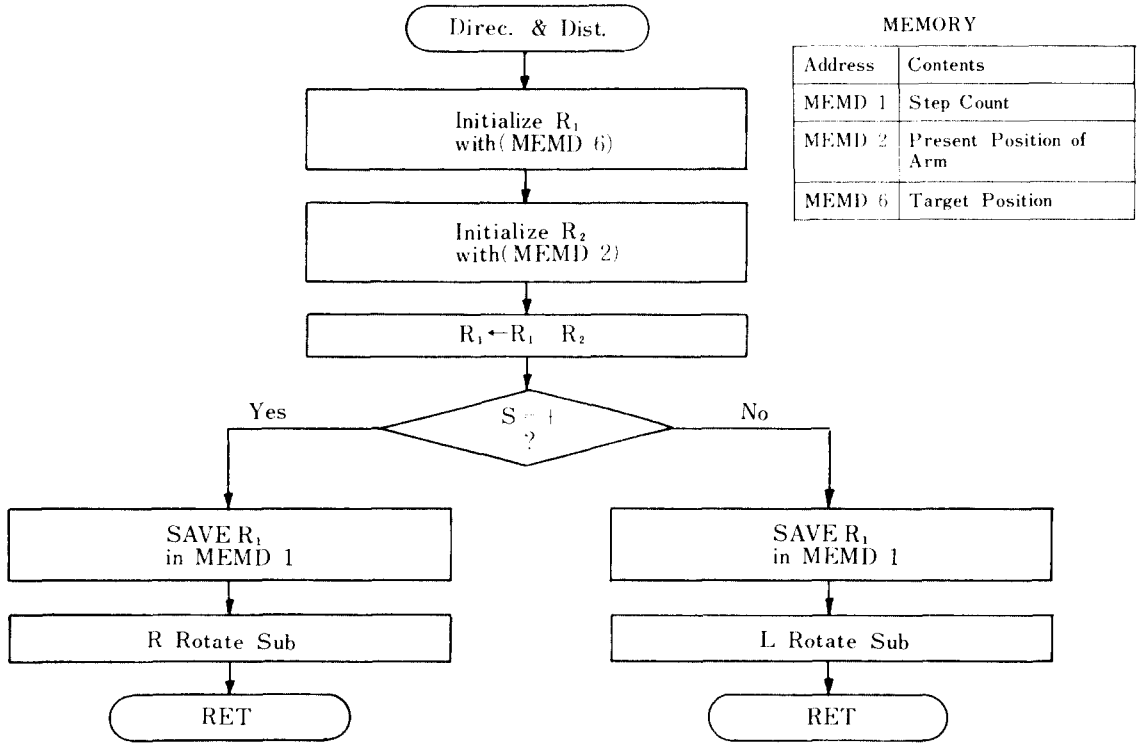 Direc. & Dist.
Initialize R₁
with(MEMD 6)
Initialize R₂
with(MEMD 2)
R₁←R₁ R₂
S
?
Yes
No
SAVE R₁
in MEMD 1
R Rotate Sub
RET
SAVE R₁
in MEMD 1
L Rotate Sub
RET
MEMORY
Address Contents
MEMD 1 Step Count
MEMD 2 Present Position of
Arm
MEMD 6 Target Position